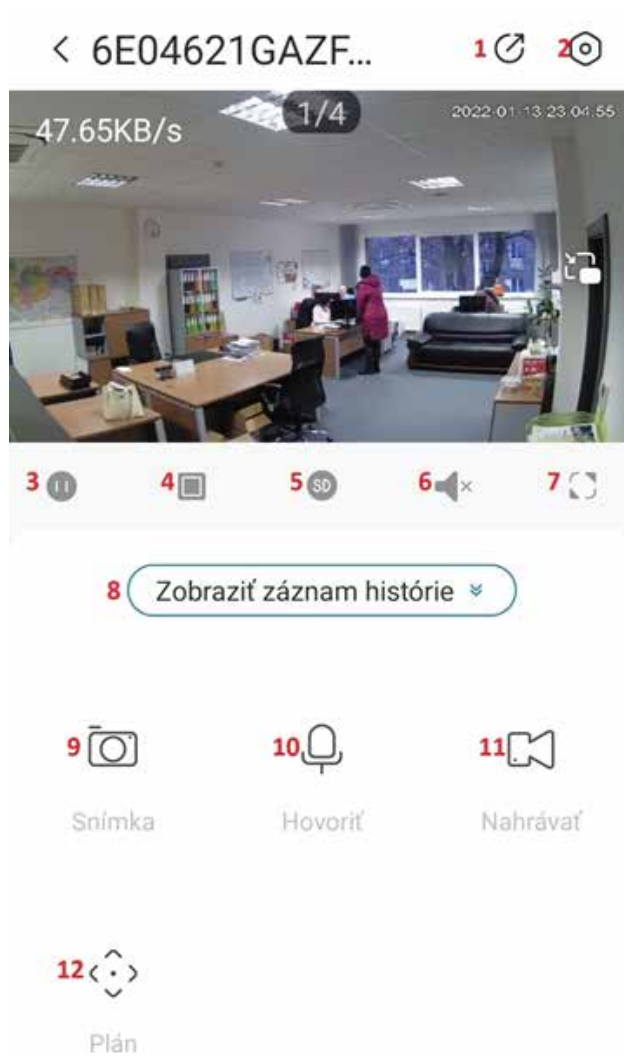 6E04621GAZF... 1 2
47.65KB/s 1/4 2022-01-13 23:04:55
3 4 5 SD 6 7
8 Zobraziť záznam histórie
9 10 11
Snímka Hovoriť Nahrávať
12
Plán